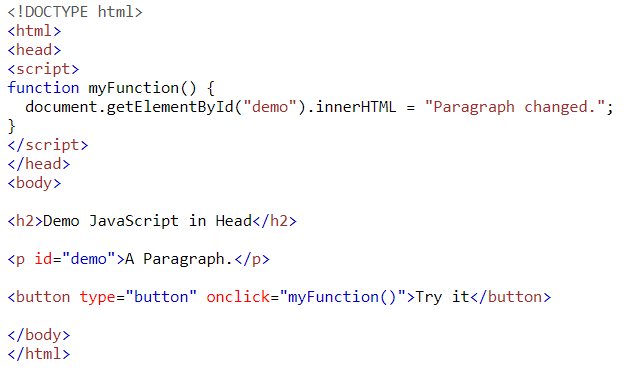 <!DOCTYPE html>
<html>
<head>
<script>
function myFunction() {
  document.getElementById("demo").innerHTML = "Paragraph changed.";
}
</script>
</head>
<body>

<h2>Demo JavaScript in Head</h2>

<p id="demo">A Paragraph.</p>

<button type="button" onclick="myFunction()">Try it</button>

</body>
</html>